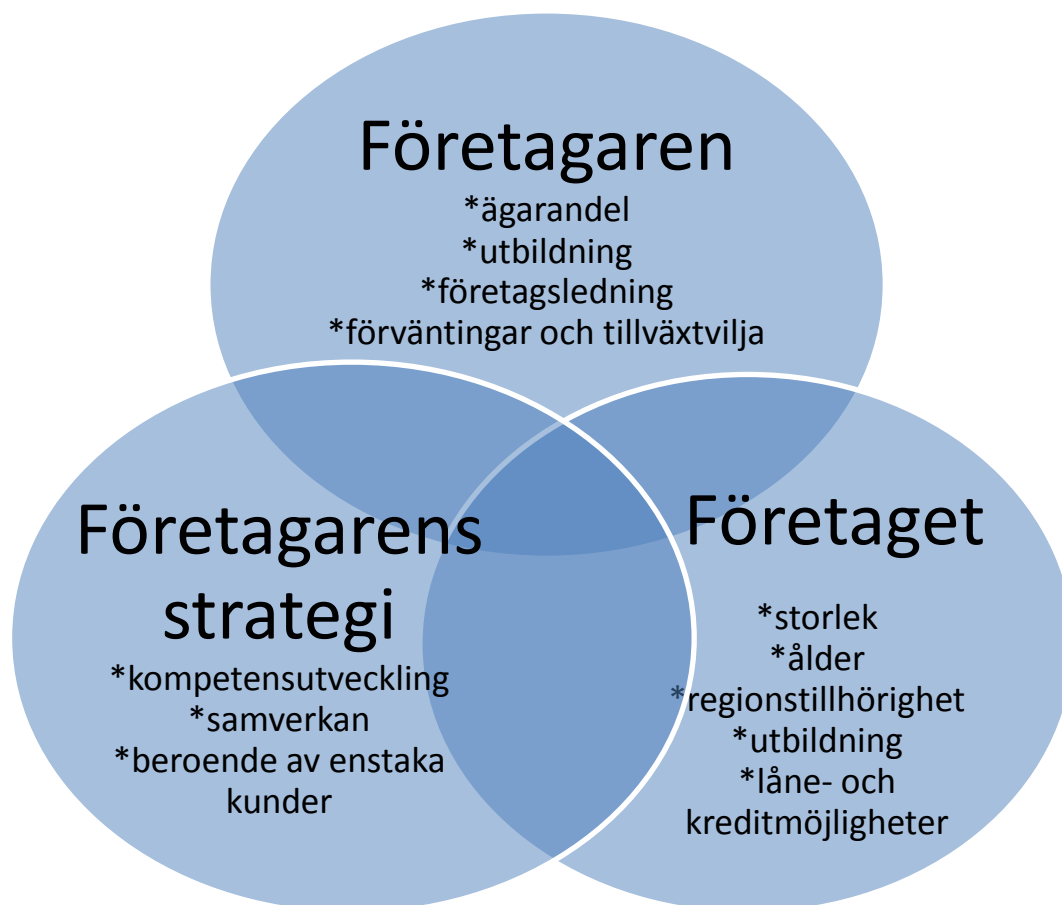 Företagaren
*ägarandel
*utbildning
*företagsledning
*förväntingar och tillväxtvilja
Företagarens
strategi
*kompetensutveckling
*samverkan
*beroende av enstaka
kunder
Företaget
*storlek
*ålder
*regionstillhörighet
*utbildning
*låne- och
kreditmöjligheter